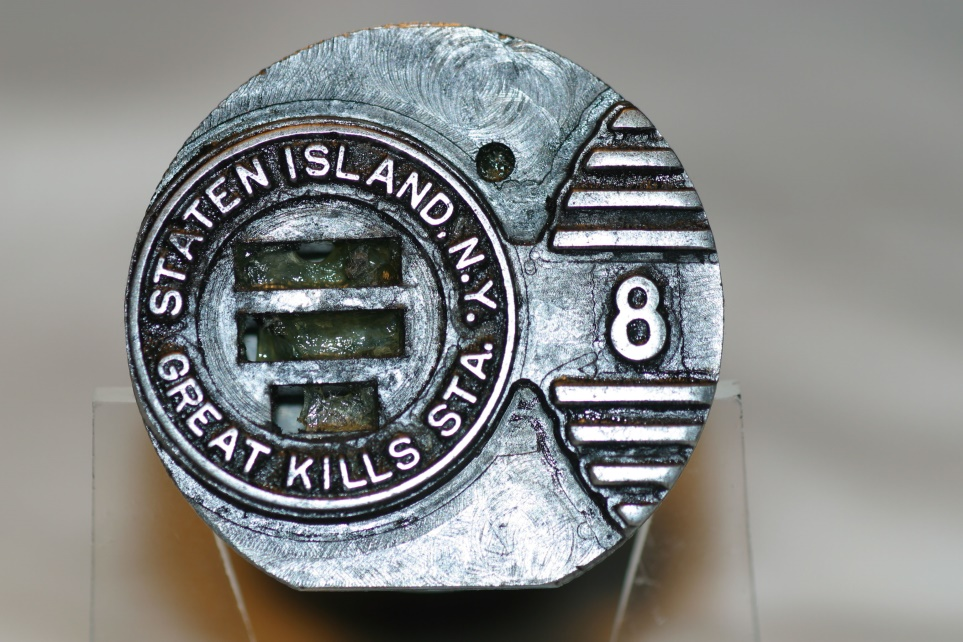 STATEN ISLAND, N.Y.
GREAT KILLS STA.
8